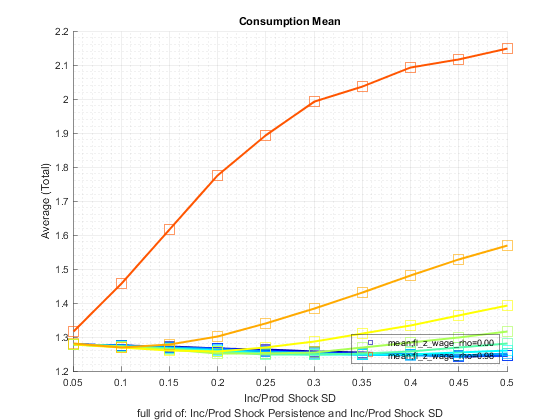 Consumption Mean
2.2
2.1
2
1.9
1.8
1.7
1.6
1.5
1.4
1.3
1.2
Average (Total)
mean:fl_z_wage_rho=0.00
mean:fl_z_wage_rho=0.98
0.05 0.1 0.15 0.2 0.25 0.3 0.35 0.4 0.45 0.5
Inc/Prod Shock SD
full grid of: Inc/Prod Shock Persistence and Inc/Prod Shock SD